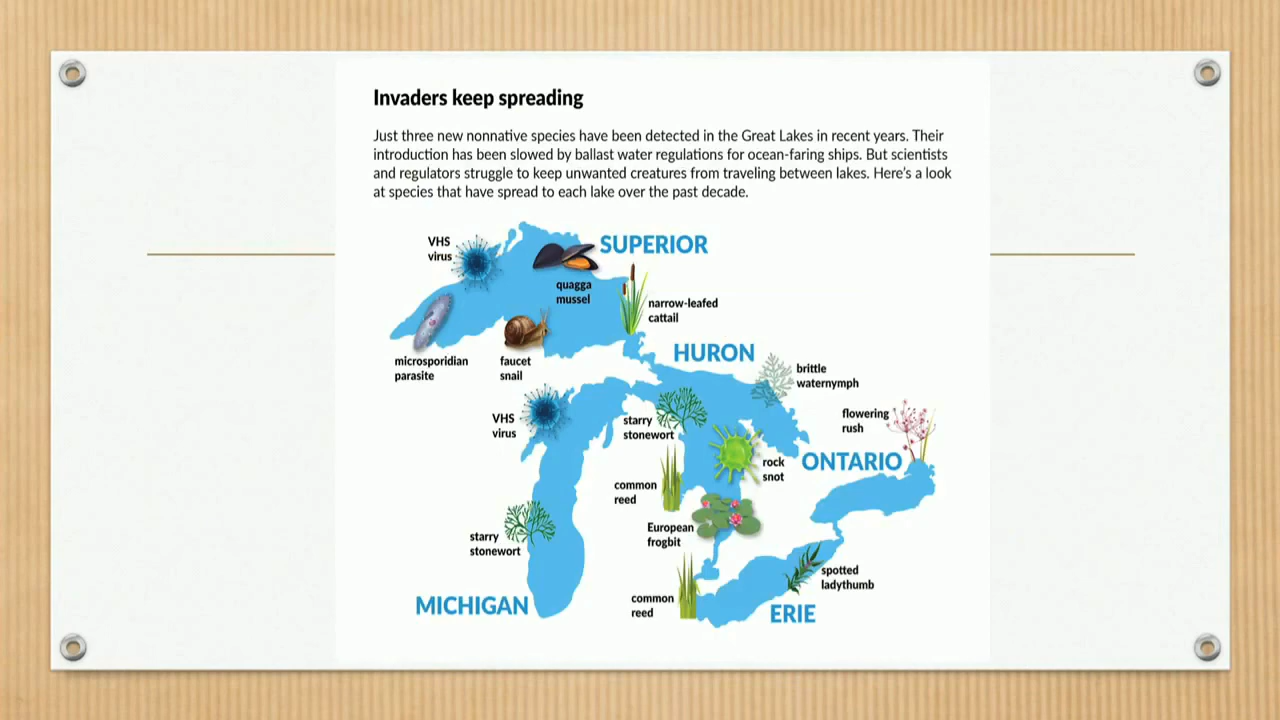 Invaders keep spreading
Just three new nonnative species have been detected in the Great Lakes in recent years. Their
introduction has been slowed by ballast water regulations for ocean-faring ships. But scientists
and regulators struggle to keep unwanted creatures from traveling between lakes. Here's a look
at species that have spread to each lake over the past decade.
VHS
virus
SUPERIOR
quagga
mussel
narrow-leafed
cattail
microsporidian
parasite
faucet
snail
HURON
brittle
waternymph
VHS
virus
starry
stonewort
flowering
rush
rock
snot
ONTARIO
common
reed
European
frogbit
starry
stonewort
spotted
ladythumb
common
reed
MICHIGAN
ERIE